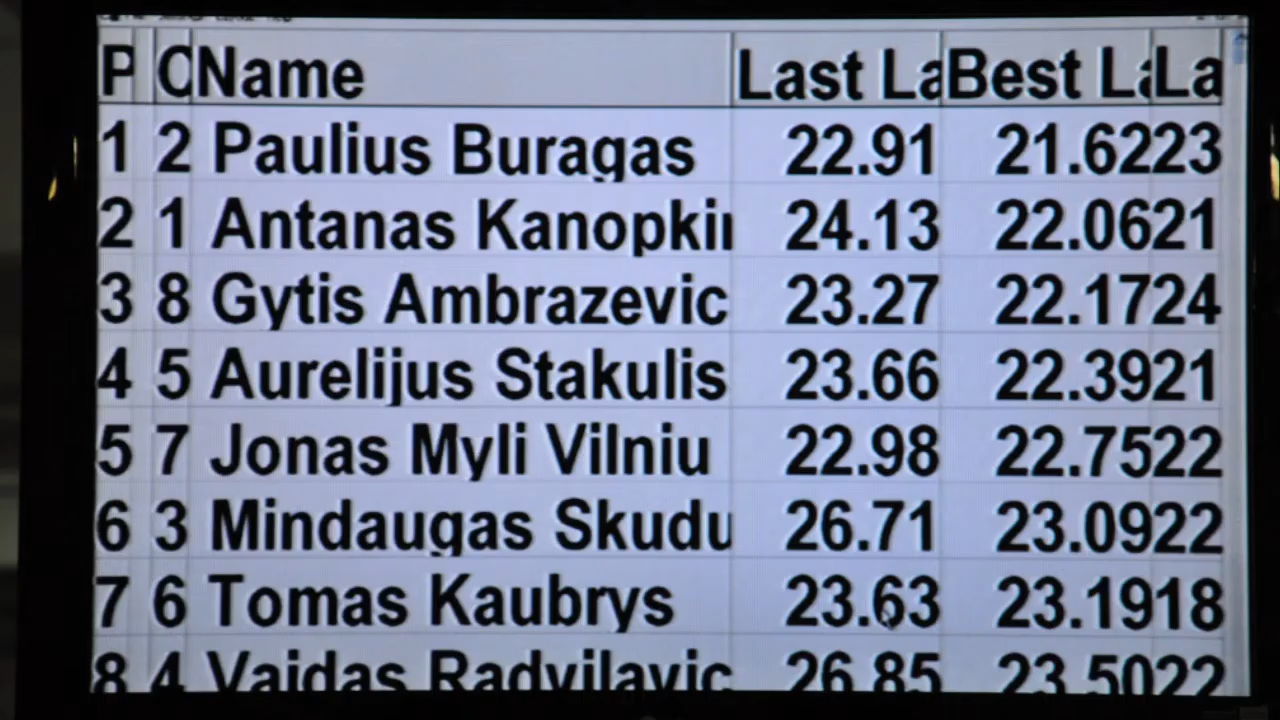 P C Name Last La Best La La
1 2 Paulius Buragas 22.91 21.62 23
2 1 Antanas Kanopkin 24.13 22.06 21
3 8 Gytis Ambrazevic 23.27 22.17 24
4 5 Aurelijus Stakulis 23.66 22.39 21
5 7 Jonas Myli Vilniu 22.98 22.75 22
6 3 Mindaugas Skudu 26.71 23.09 22
7 6 Tomas Kaubrys 23.63 23.19 18
8 4 Vaidas Radvilavic 26.85 23.50 22